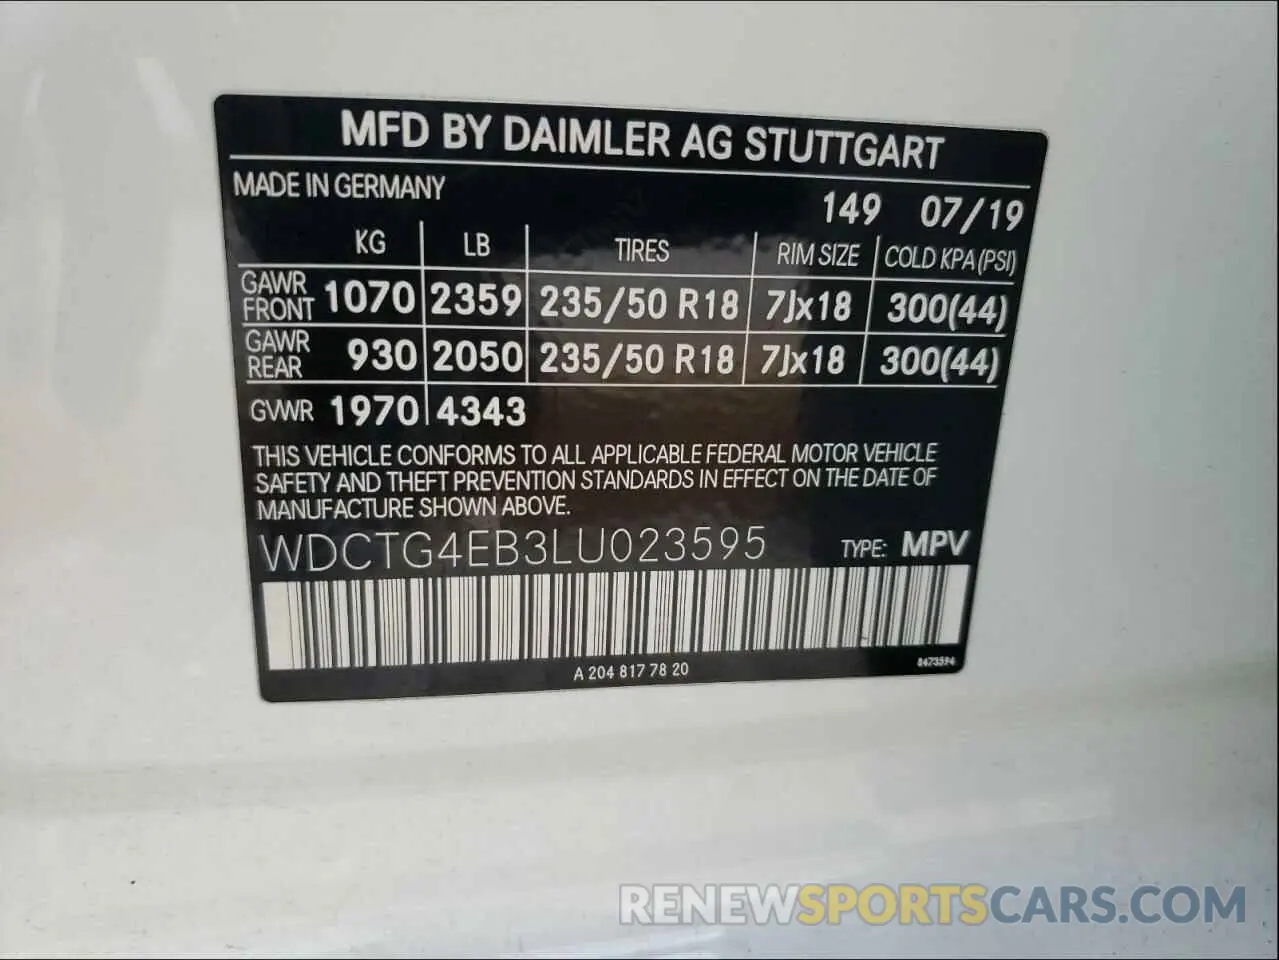 MFD BY DAIMLER AG STUTTGART
MADE IN GERMANY
149 07/19
KG LB TIRES RIM SIZE COLD KPA (PSI)
GAWR FRONT 1070 2359 235/50 R18 7Jx18 300(44)
GAWR REAR 930 2050 235/50 R18 7Jx18 300(44)
GVWR 1970 4343
THIS VEHICLE CONFORMS TO ALL APPLICABLE FEDERAL MOTOR VEHICLE
SAFETY AND THEFT PREVENTION STANDARDS IN EFFECT ON THE DATE OF
MANUFACTURE SHOWN ABOVE.
WDCTG4EB3LU023595 TYPE: MPV
A 204 817 78 20
8473594
RENEWSPORTSCARS.COM